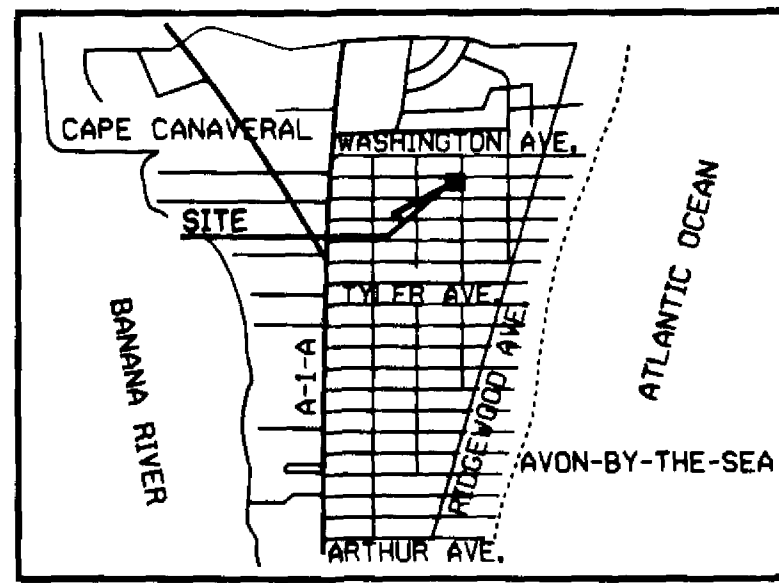 CAPE CANAVERAL
WASHINGTON AVE.
SITE
TYLER AVE.
BANANA RIVER
A-1-A
RIDGEWOOD AVE.
ATLANTIC OCEAN
AVON-BY-THE-SEA
ARTHUR AVE.